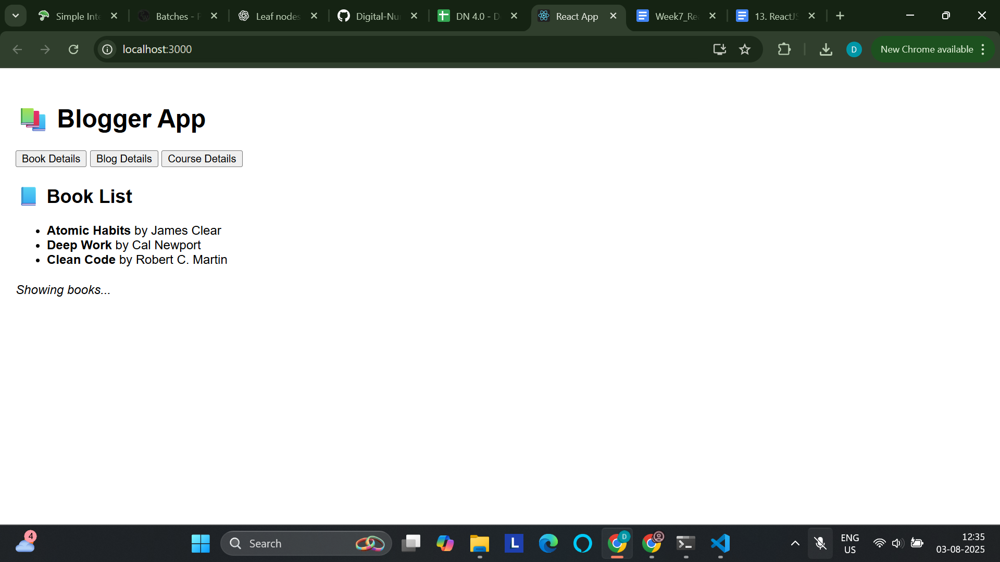 Simple Inte
Batches - P
Leaf nodes
Digital-Nu
DN 4.0 - D
React App
Week7_Re
13. ReactJS
localhost:3000
D
New Chrome available
Blogger App
Book Details
Blog Details
Course Details
Book List
• Atomic Habits by James Clear
• Deep Work by Cal Newport
• Clean Code by Robert C. Martin
Showing books...
4
Search
L
D
ENG
US
12:35
03-08-2025